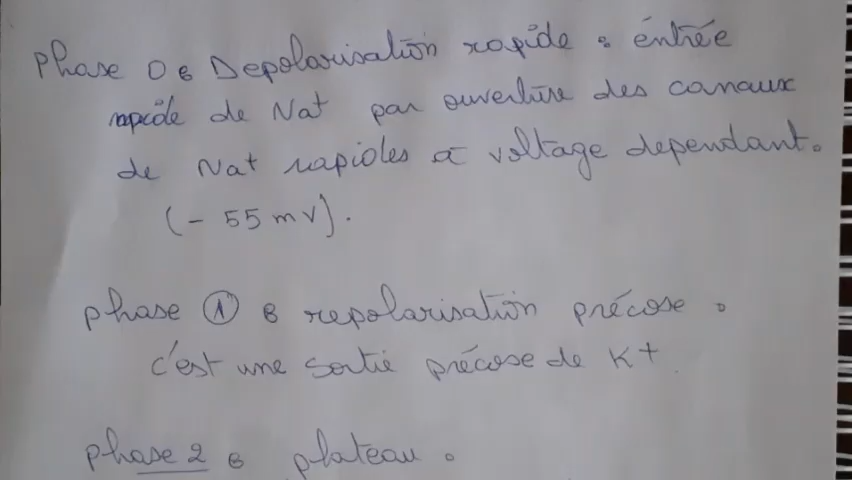 Phase 0 : Depolarisation rapide : éntrée
rapide de Na+ par ouverture des canaux
de Na+ rapides à voltage dependant.
(- 55 mv).
phase 1 : repolarisation précose :
c'est une sortie précose de K+
phase 2 : plateau :